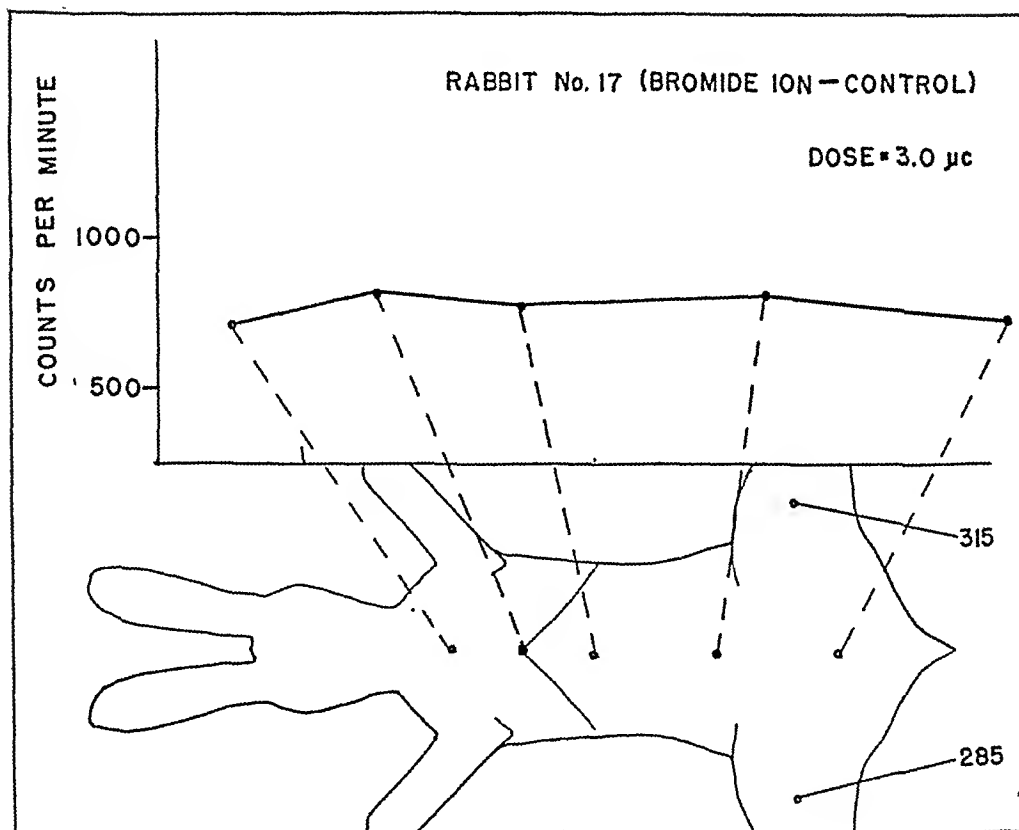 RABBIT No. 17 (BROMIDE ION—CONTROL)
DOSE = 3.0 μc
COUNTS PER MINUTE
1000
500
315
285